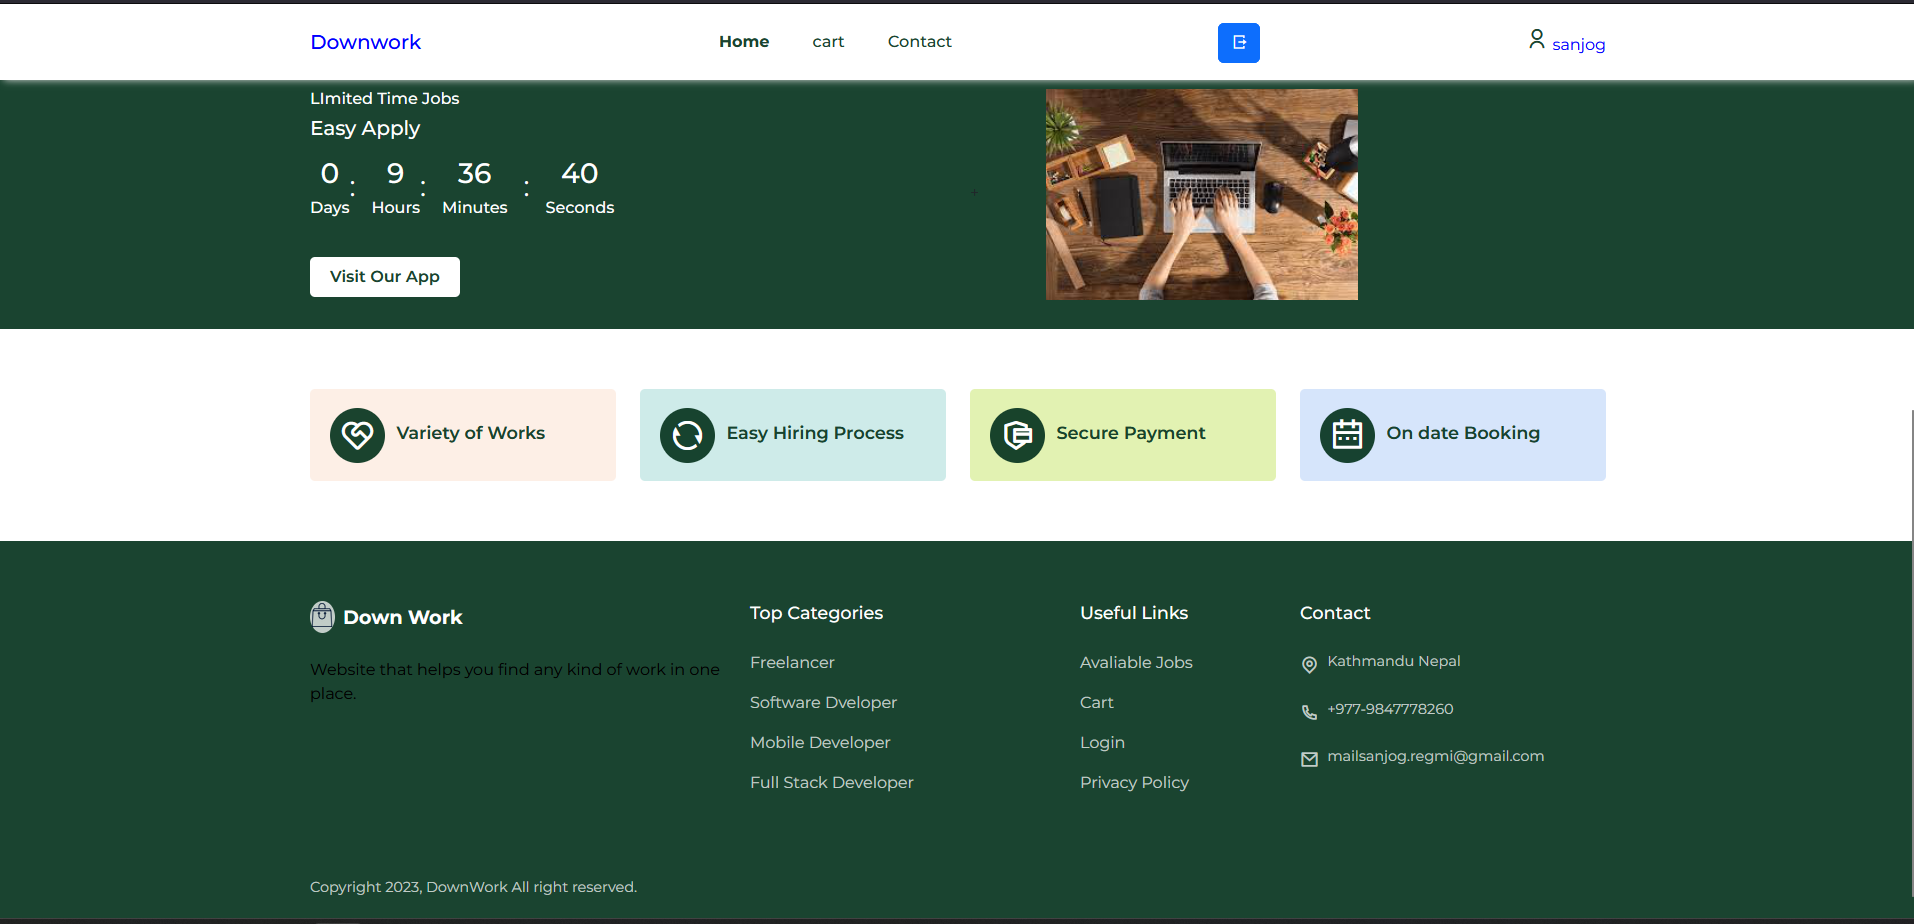 Downwork
Home cart Contact
sanjog
LImited Time Jobs
Easy Apply
0 : 9 : 36 : 40
Days Hours Minutes Seconds
Visit Our App
Variety of Works
Easy Hiring Process
Secure Payment
On date Booking
Down Work
Website that helps you find any kind of work in one
place.
Top Categories
Freelancer
Software Dveloper
Mobile Developer
Full Stack Developer
Useful Links
Avaliable Jobs
Cart
Login
Privacy Policy
Contact
Kathmandu Nepal
+977-9847778260
mailsanjog.regmi@gmail.com
Copyright 2023, DownWork All right reserved.